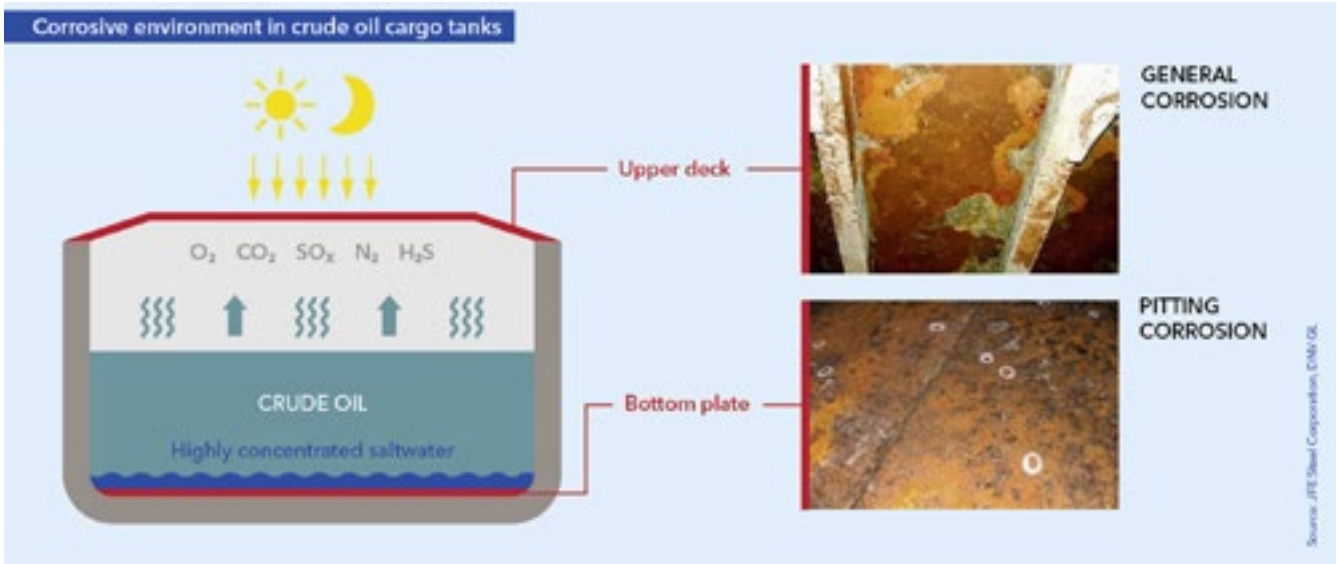 Corrosive environment in crude oil cargo tanks
GENERAL
CORROSION
Upper deck
O₂ CO₂ SOₓ N₂ H₂S
PITTING
CORROSION
CRUDE OIL
Bottom plate
Highly concentrated saltwater
Source: JFE Steel Corporation, DNV GL